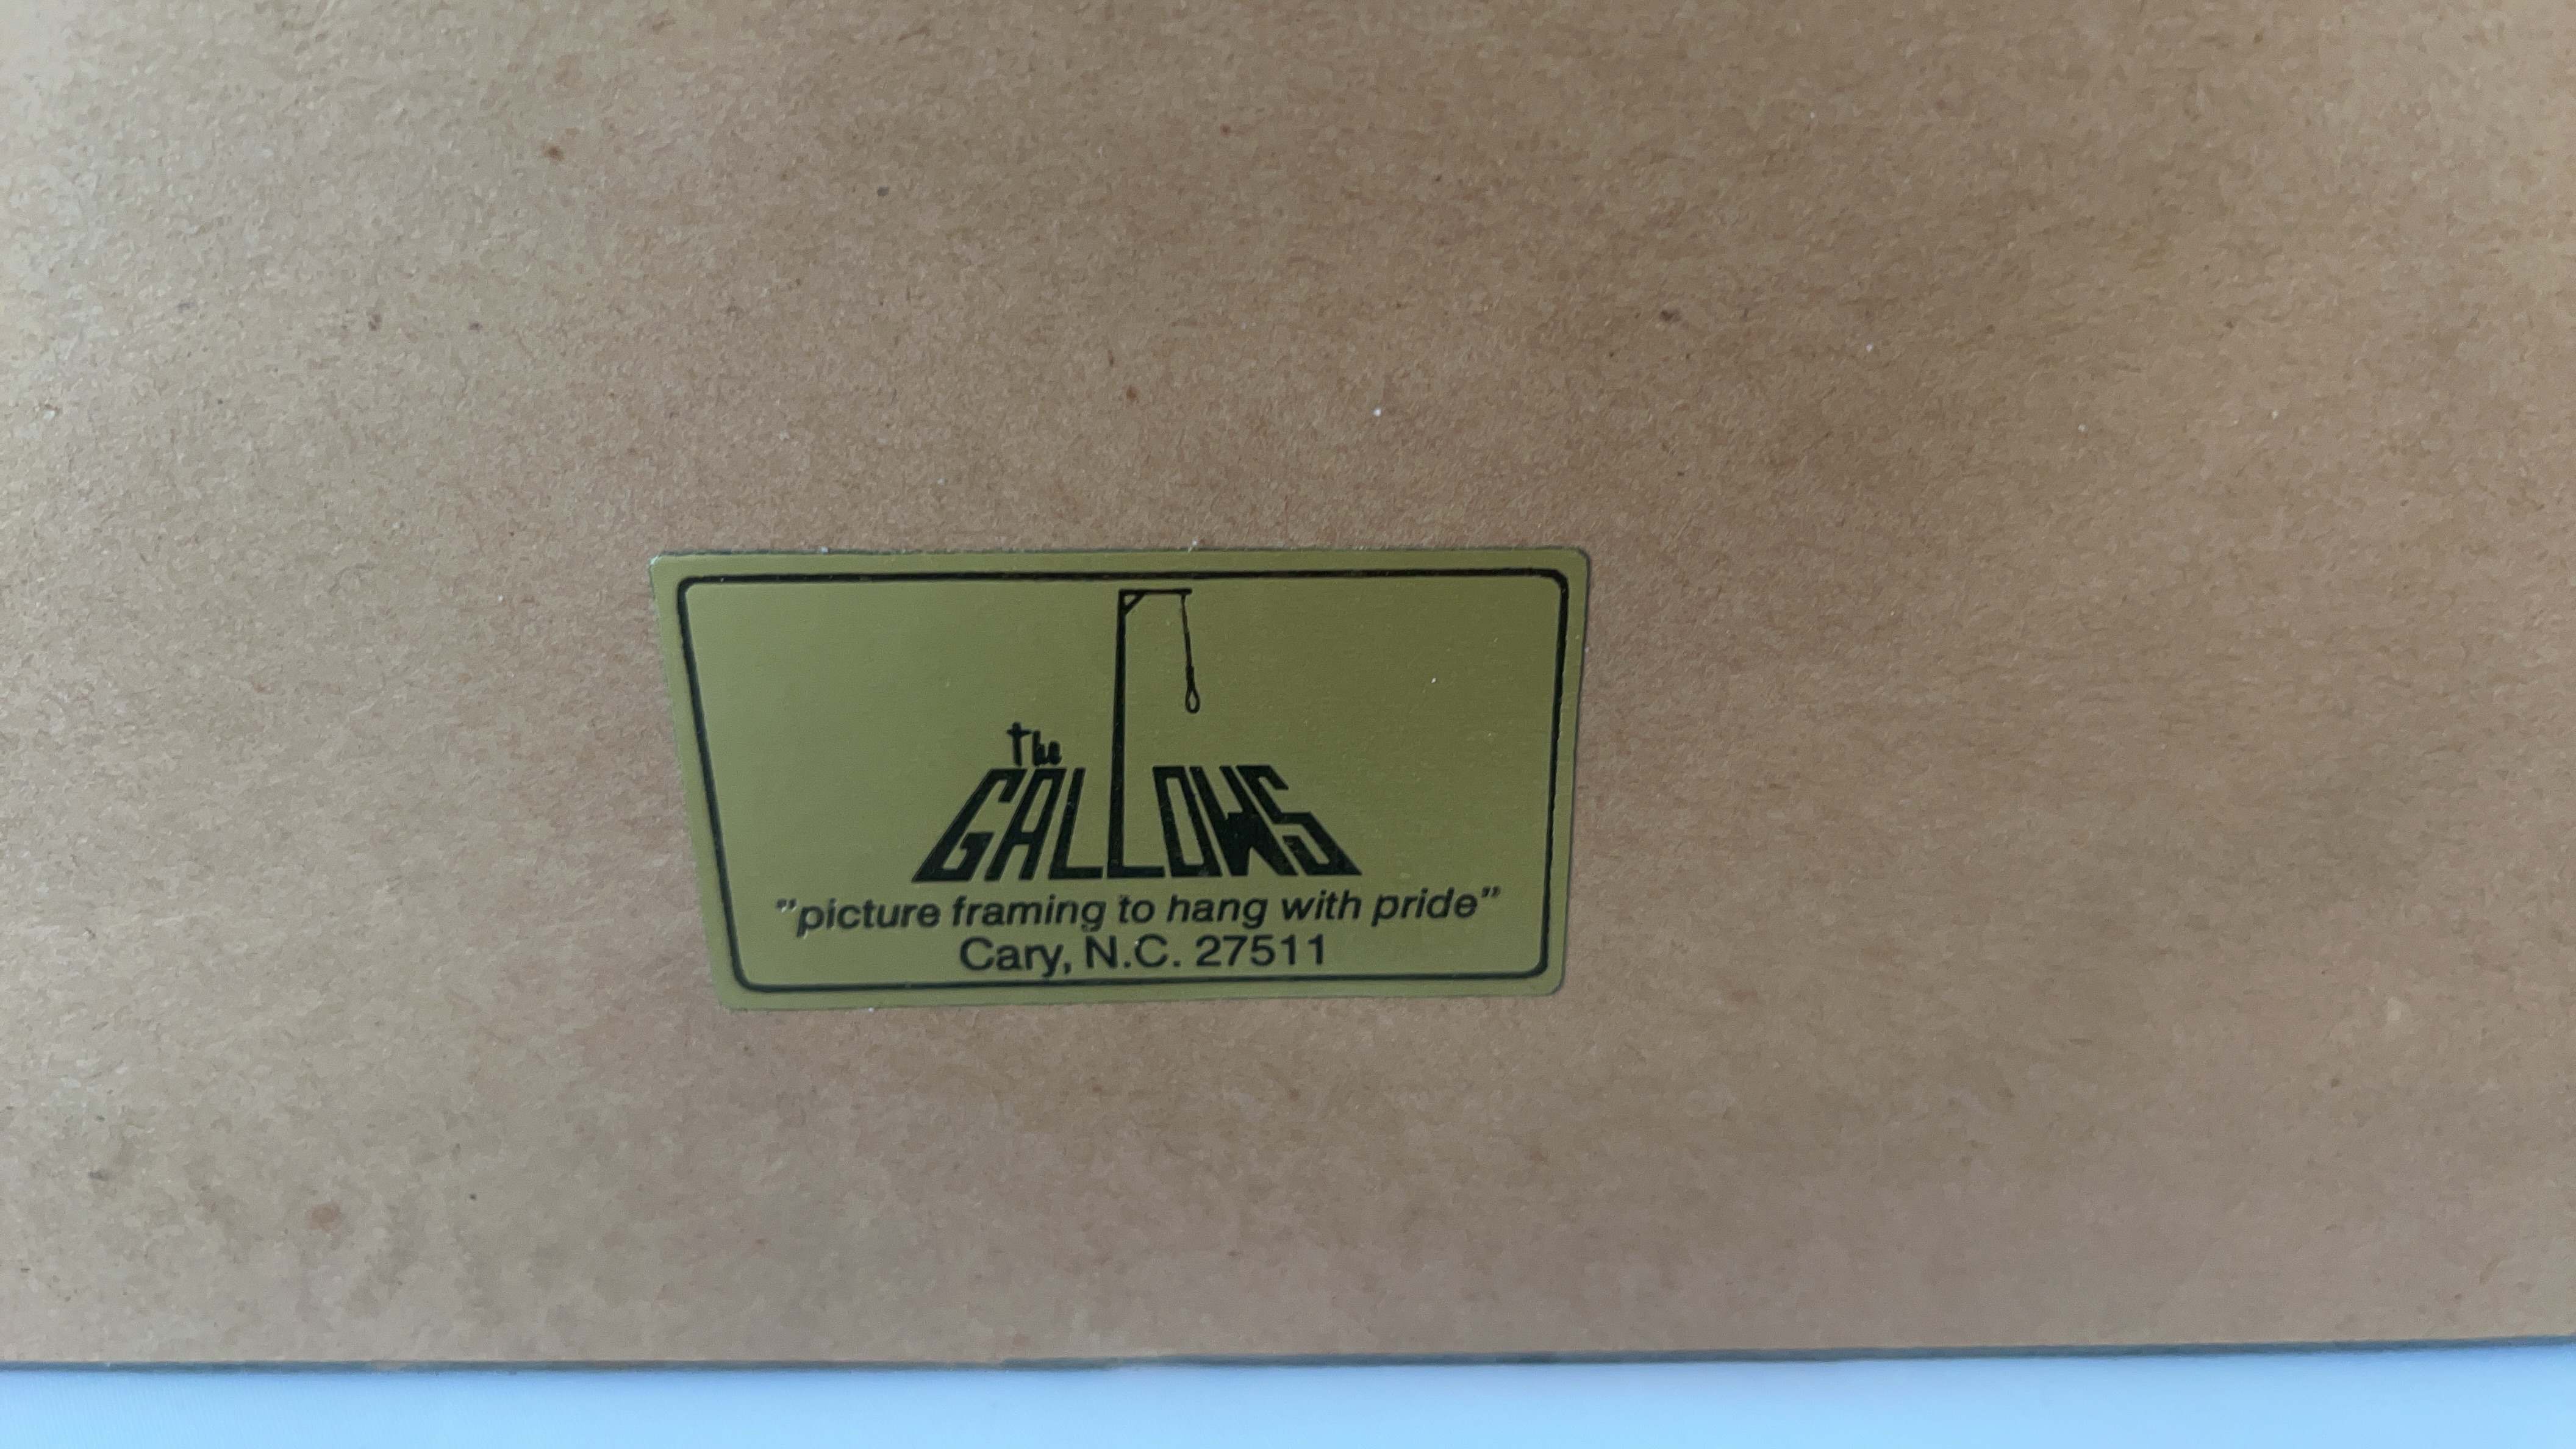 The
GALLOWS
"picture framing to hang with pride"
Cary, N.C. 27511